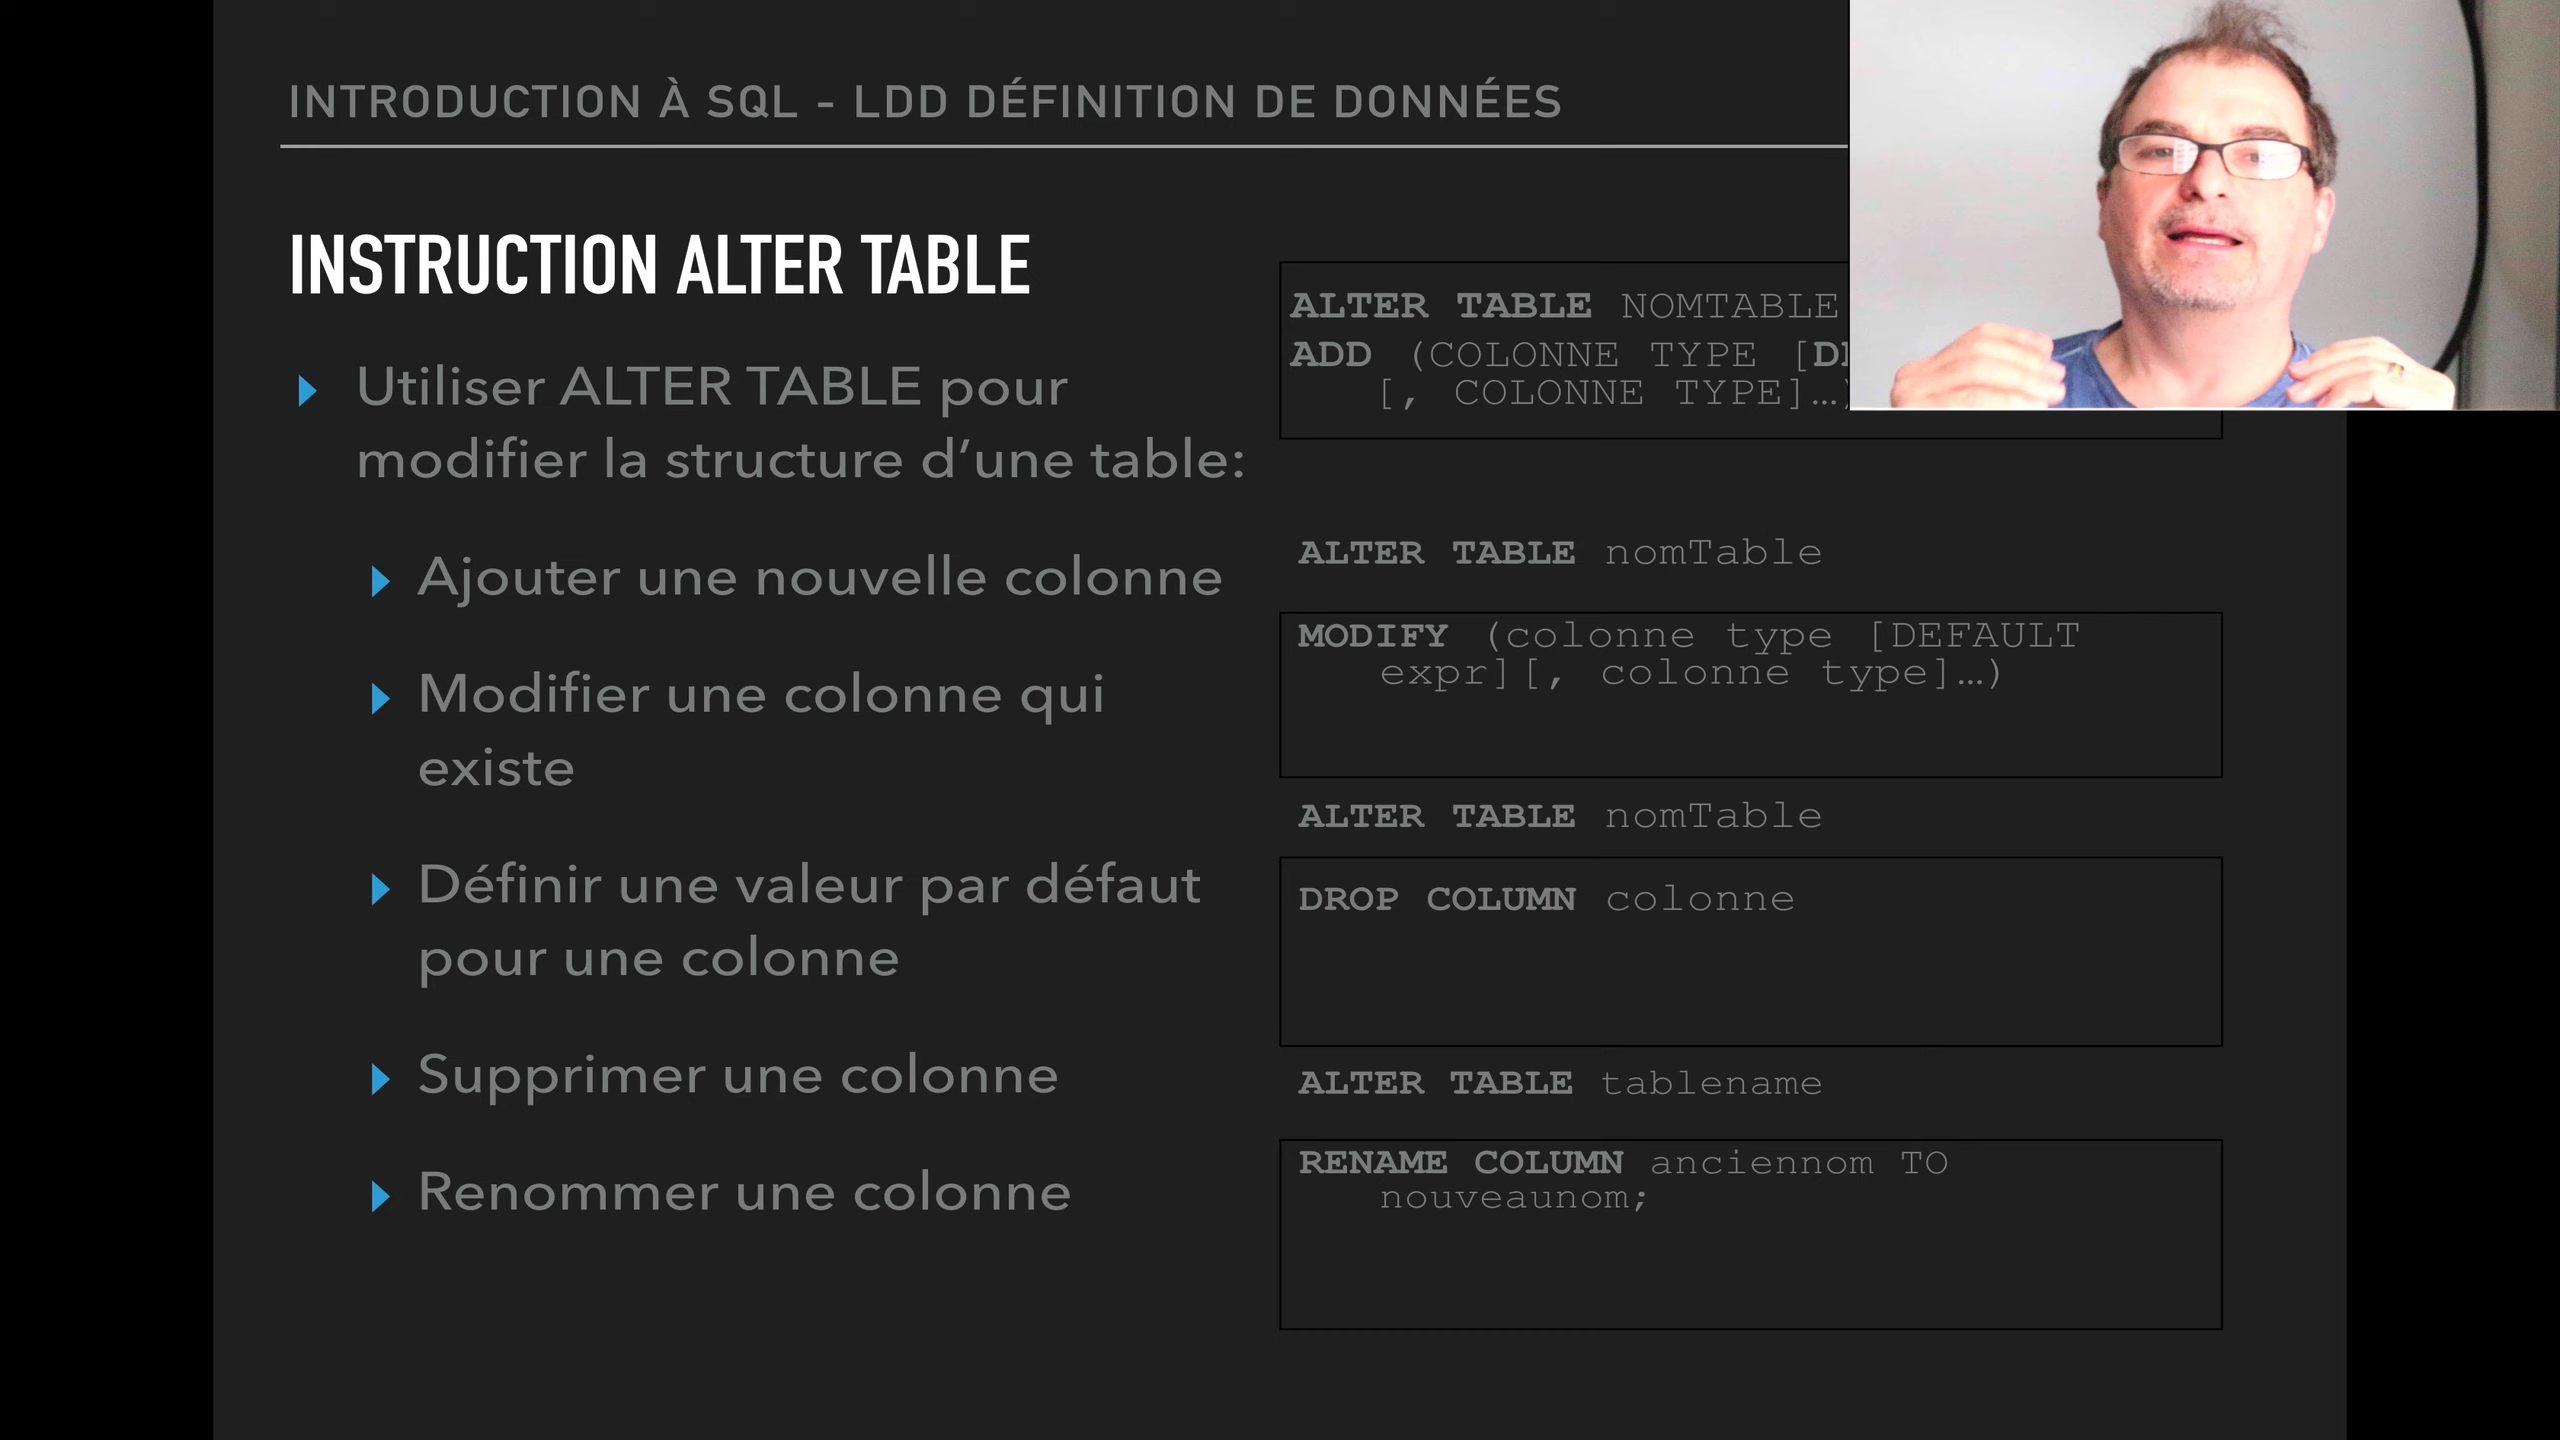 INTRODUCTION À SQL - LDD DÉFINITION DE DONNÉES
INSTRUCTION ALTER TABLE
Utiliser ALTER TABLE pour
modifier la structure d’une table:
Ajouter une nouvelle colonne
Modifier une colonne qui
existe
Définir une valeur par défaut
pour une colonne
Supprimer une colonne
Renommer une colonne
ALTER TABLE NOMTABLE
ADD (COLONNE TYPE [
[, COLONNE TYPE]…)
ALTER TABLE nomTable
MODIFY (colonne type [DEFAULT
expr][, colonne type]…)
ALTER TABLE nomTable
DROP COLUMN colonne
ALTER TABLE tablename
RENAME COLUMN anciennom TO
nouveaunom;